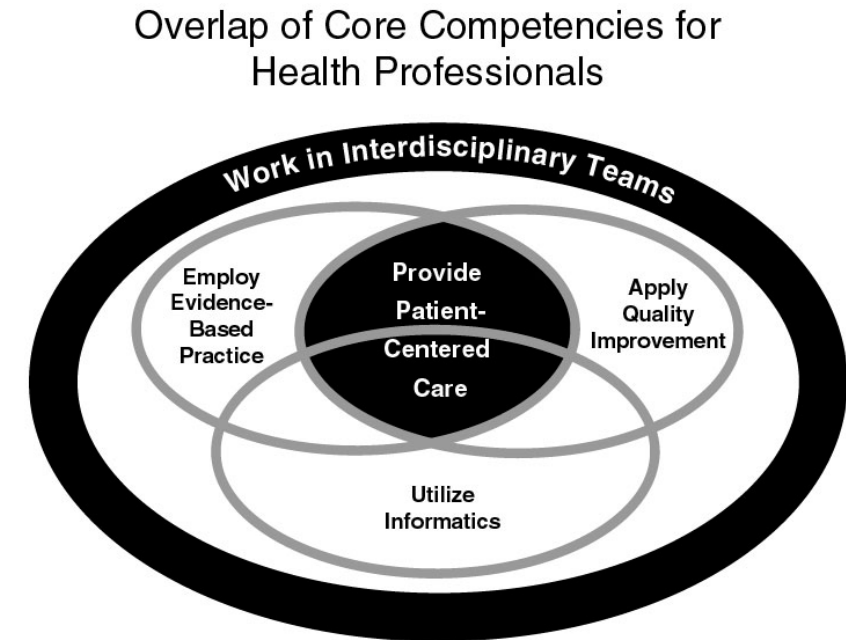 Overlap of Core Competencies for
Health Professionals
Work in Interdisciplinary Teams
Employ
Evidence-
Based
Practice
Provide
Patient-
Centered
Care
Apply
Quality
Improvement
Utilize
Informatics